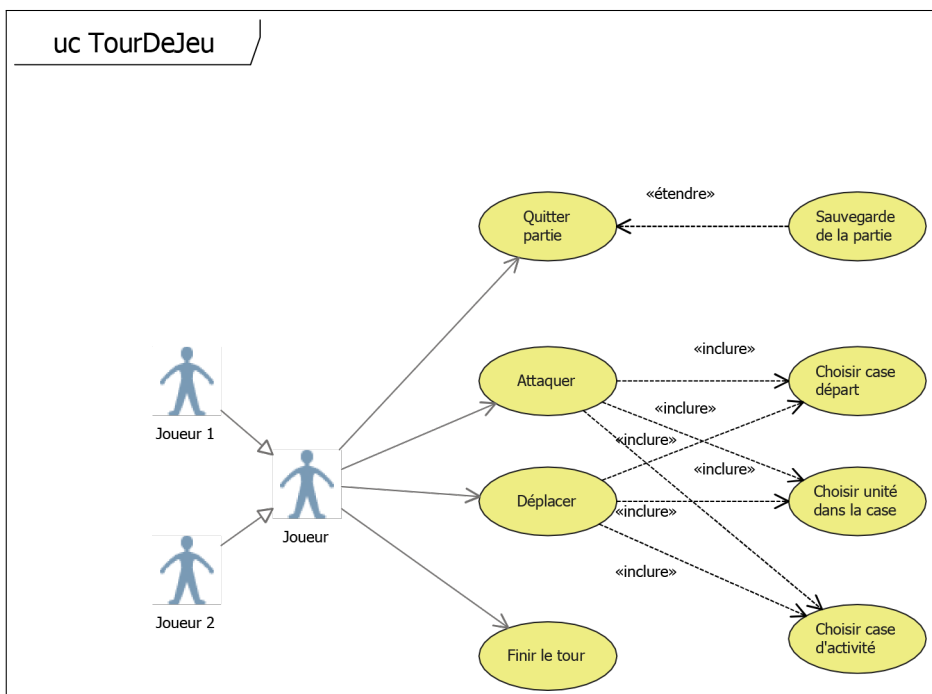 uc TourDeJeu
«étendre»
Quitter
partie
Sauvegarde
de la partie
«inclure»
Attaquer
Choisir case
départ
«inclure»
Joueur 1
«inclure»
«inclure»
Déplacer
Choisir unité
dans la case
«inclure»
Joueur
«inclure»
Joueur 2
Finir le tour
Choisir case
d'activité